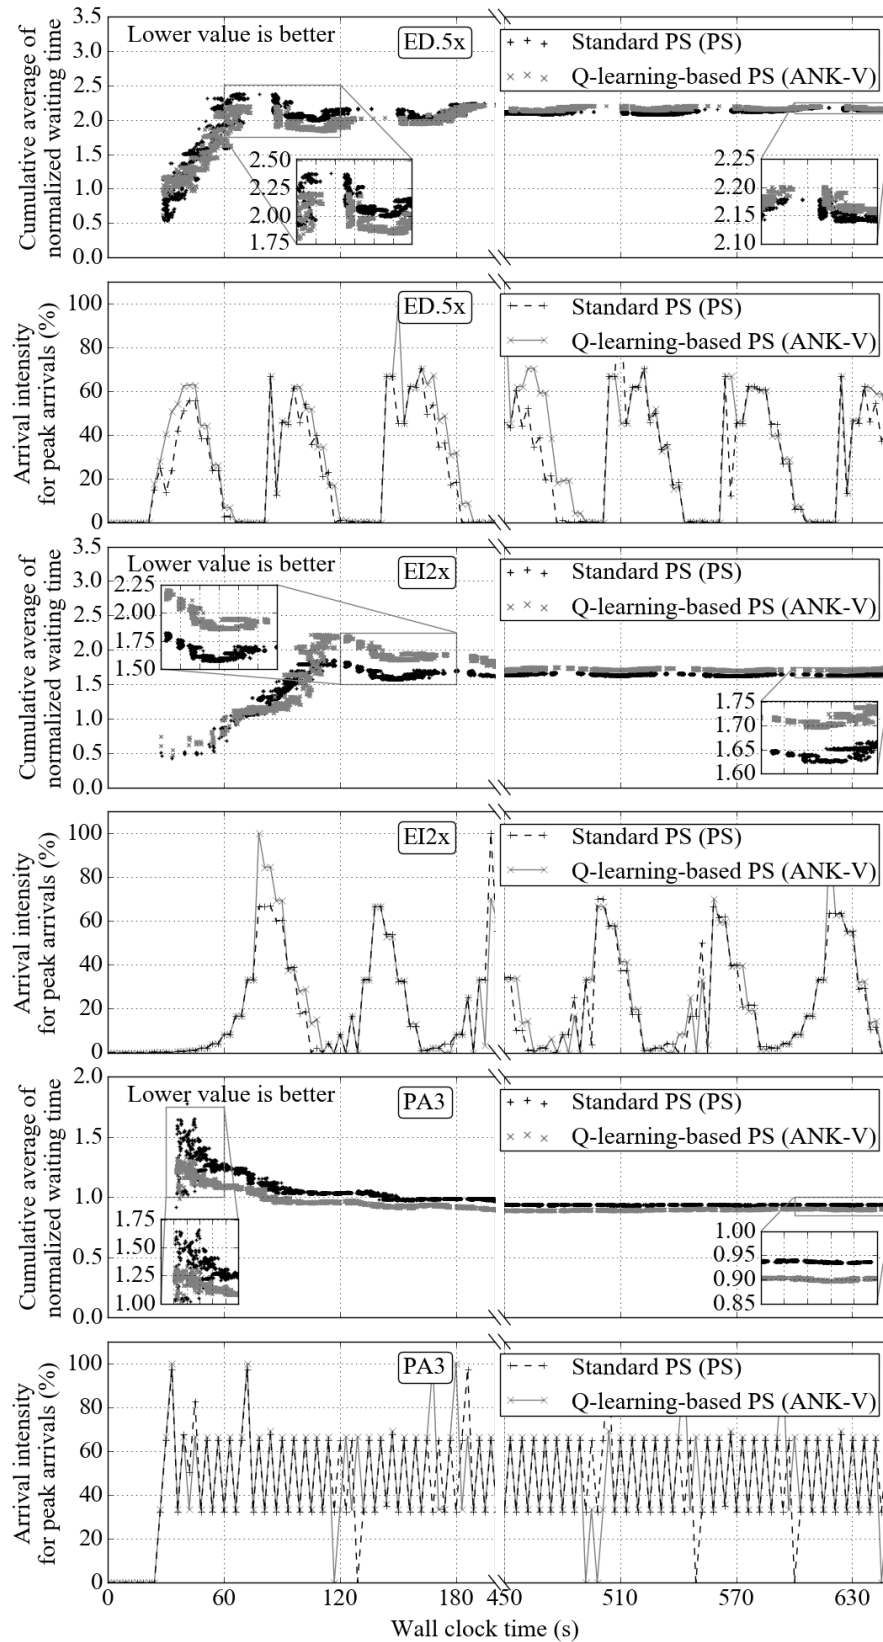 Cumulative average of
normalized waiting time
3.5
3.0
2.5
2.0
1.5
1.0
0.5
0.0
Lower value is better
ED.5x
Standard PS (PS)
Q-learning-based PS (ANK-V)
2.50
2.25
2.00
1.75
2.25
2.20
2.15
2.10
Arrival intensity
for peak arrivals (%)
100
80
60
40
20
0
ED.5x
Standard PS (PS)
Q-learning-based PS (ANK-V)
Cumulative average of
normalized waiting time
3.5
3.0
2.5
2.0
1.5
1.0
0.5
0.0
Lower value is better
EI2x
Standard PS (PS)
Q-learning-based PS (ANK-V)
2.25
2.00
1.75
1.50
1.75
1.70
1.65
1.60
Arrival intensity
for peak arrivals (%)
100
80
60
40
20
0
EI2x
Standard PS (PS)
Q-learning-based PS (ANK-V)
Cumulative average of
normalized waiting time
2.0
1.5
1.0
0.5
0.0
Lower value is better
PA3
Standard PS (PS)
Q-learning-based PS (ANK-V)
1.75
1.50
1.25
1.00
1.00
0.95
0.90
0.85
Arrival intensity
for peak arrivals (%)
100
80
60
40
20
0
PA3
Standard PS (PS)
Q-learning-based PS (ANK-V)
0 60 120 180 450 510 570 630
Wall clock time (s)